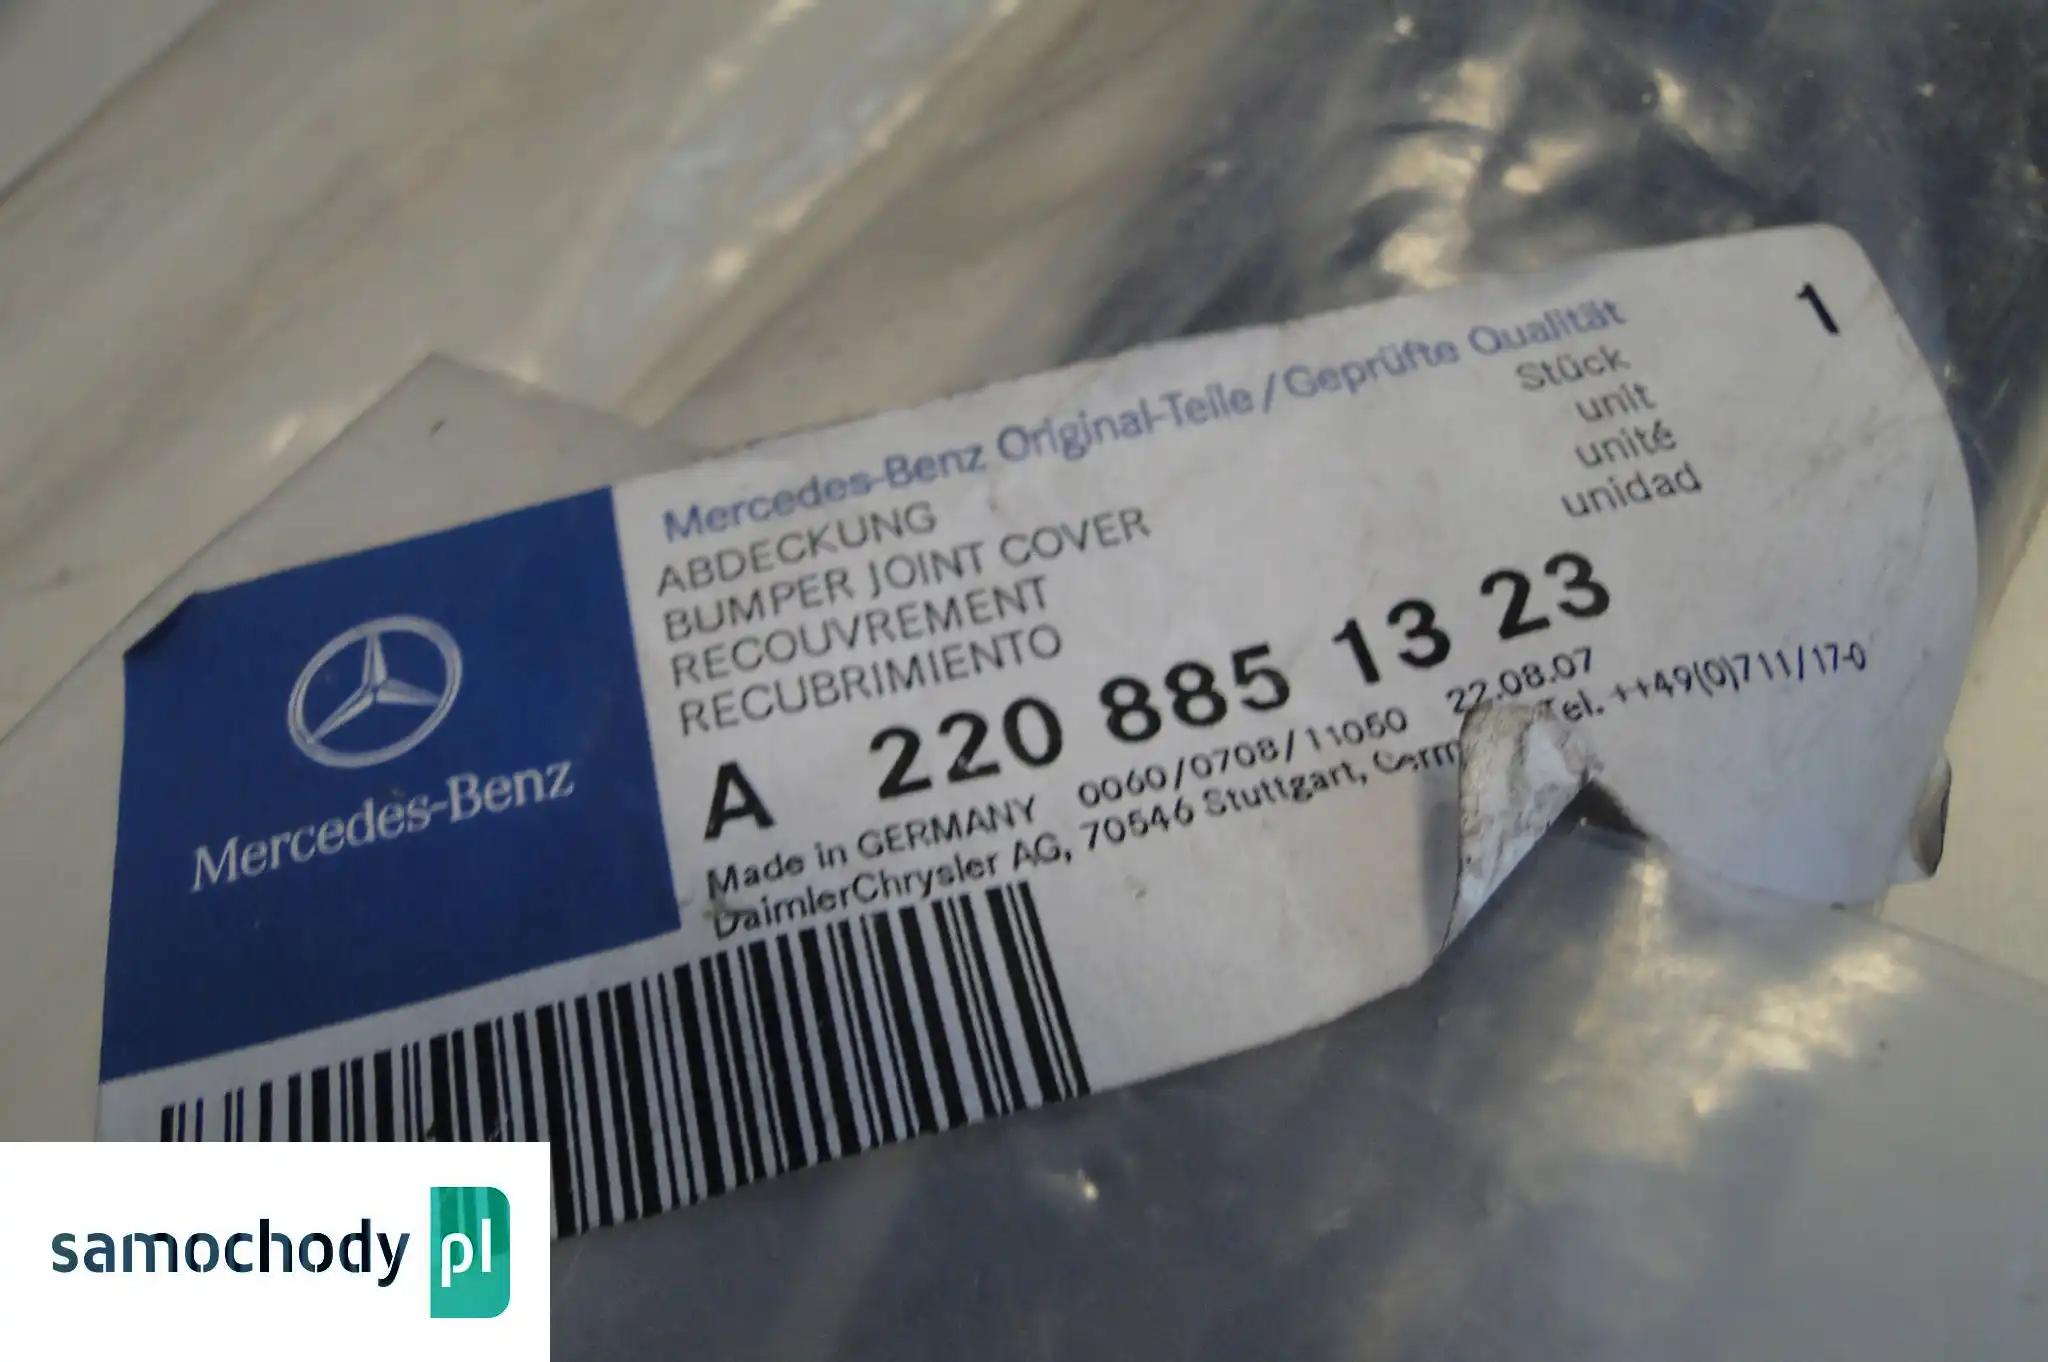 Mercedes-Benz Original-Teile / Geprüfte Qualität
ABDECKUNG
BUMPER JOINT COVER
RECOUVREMENT
RECUBRIMIENTO
Stück 1
unit
unité
unidad
A 220 885 13 23
Made in GERMANY 0060/0708/11050 22.08.07
DaimlerChrysler AG, 70546 Stuttgart, Tel. ++49(0)711/17-0
Mercedes-Benz
samochody pl